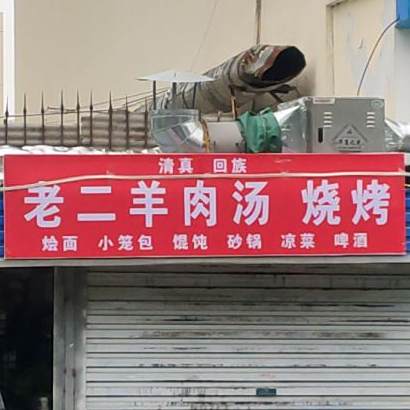 清真 回族
老二羊肉汤 烧烤
烩面 小笼包 馄饨 砂锅 凉菜 啤酒